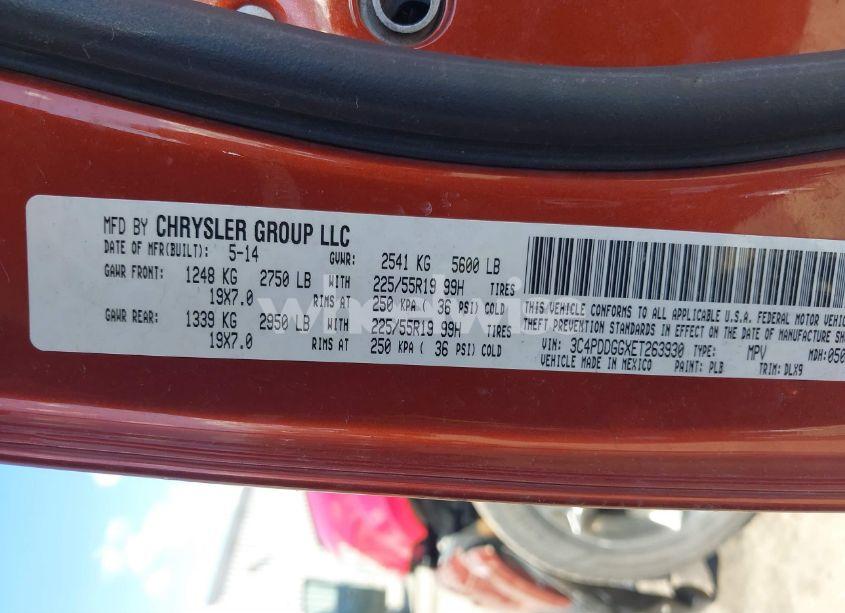 MFD BY CHRYSLER GROUP LLC
DATE OF MFR(BUILT): 5-14 GVWR: 2541 KG 5600 LB
GAWR FRONT: 1248 KG 2750 LB WITH 225/55R19 99H TIRES
19X7.0 RIMS AT 250 KPA ( 36 PSI) COLD
GAWR REAR: 1339 KG 2950 LB WITH 225/55R19 99H TIRES
19X7.0 RIMS AT 250 KPA ( 36 PSI) COLD
THIS VEHICLE CONFORMS TO ALL APPLICABLE U.S.A. FEDERAL MOTOR
THEFT PREVENTION STANDARDS IN EFFECT ON THE DATE OF MANUFACTURE
VIN: 3C4PDDGGXET263930 TYPE: MPV MDH:050
VEHICLE MADE IN MEXICO PAINT: PLB TRIM: DLX9